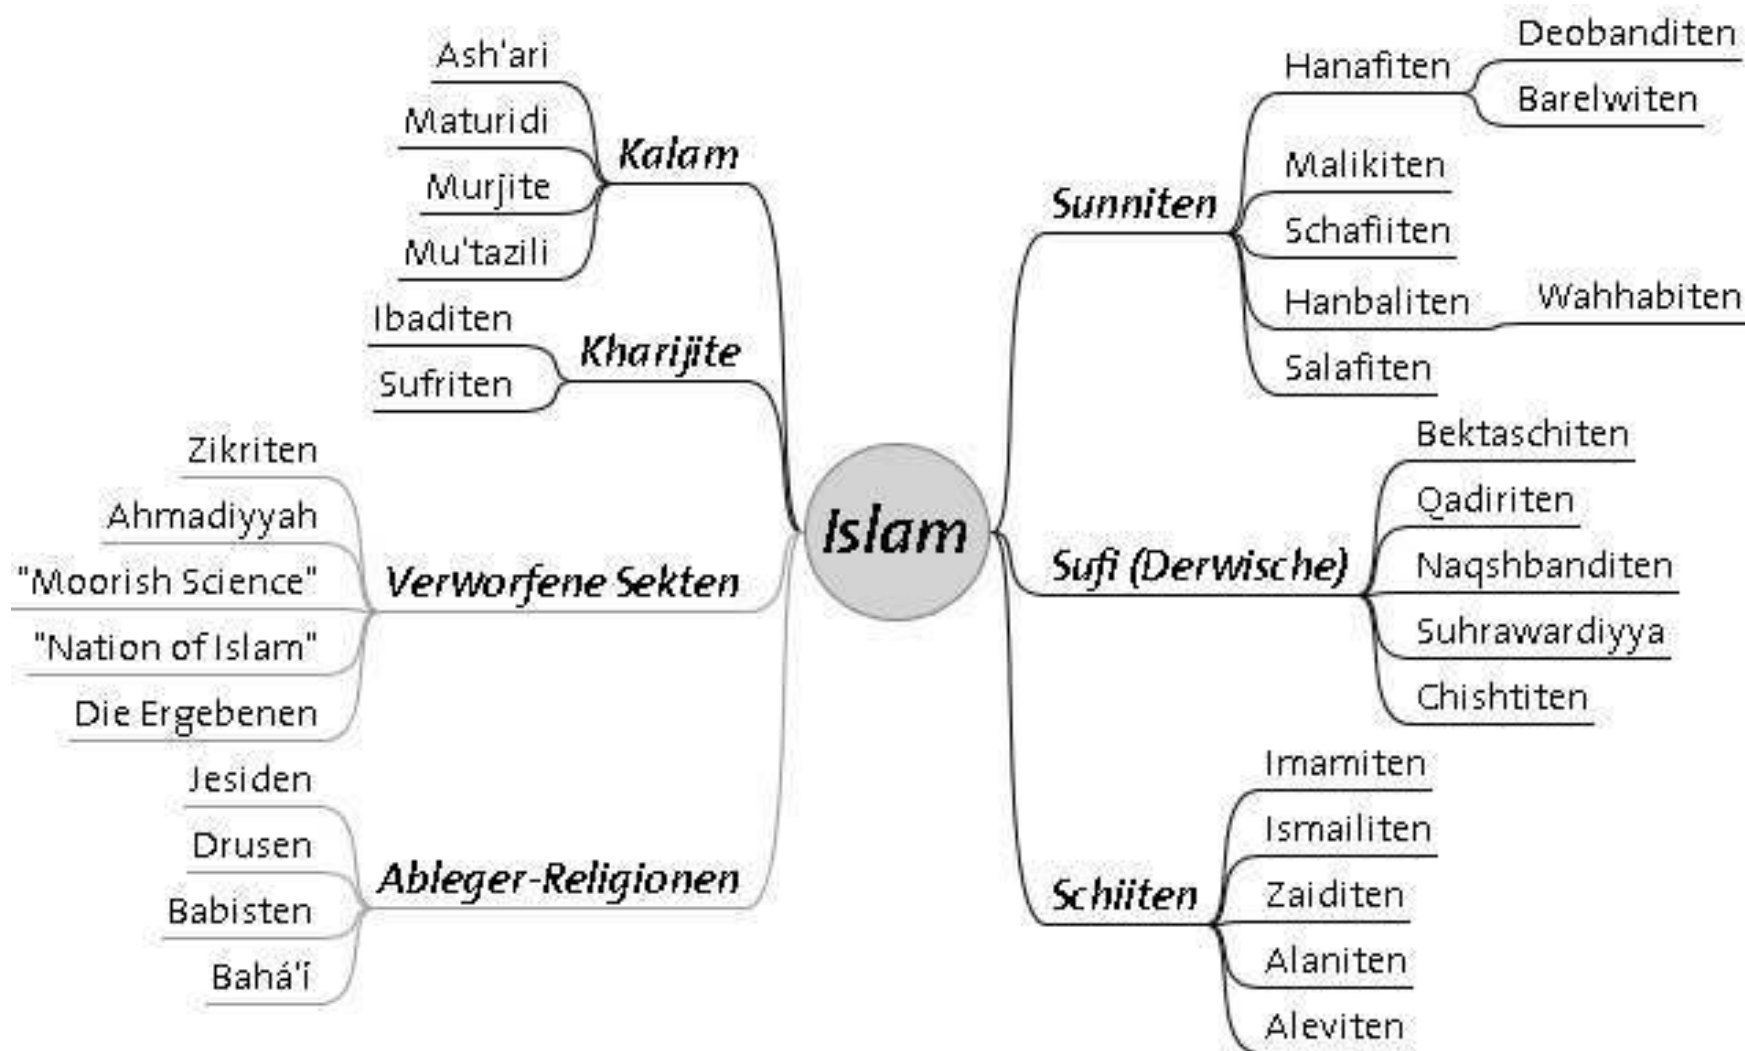 Islam
Kalam
Ash'ari
Maturidi
Murjite
Mu'tazili
Kharijite
Ibaditen
Sufriten
Verworfene Sekten
Zikriten
Ahmadiyyah
"Moorish Science"
"Nation of Islam"
Die Ergebenen
Ableger-Religionen
Jesiden
Drusen
Babisten
Bahá'í
Sunniten
Hanafiten
Deobanditen
Barelwiten
Malikiten
Schafiiten
Hanbaliten
Wahhabiten
Salafiten
Sufi (Derwische)
Bektaschiten
Qadiriten
Naqshbanditen
Suhrawardiyya
Chishtiten
Schiiten
Imamiten
Ismailiten
Zaiditen
Alaniten
Aleviten